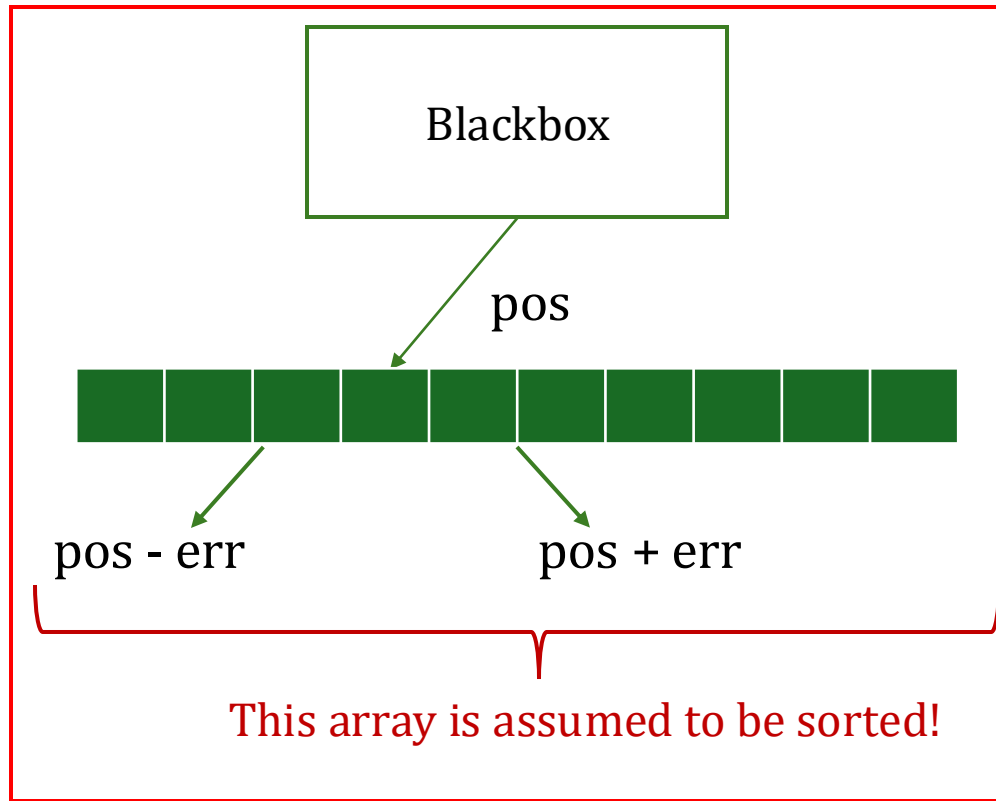 Blackbox
pos
pos - err
pos + err
This array is assumed to be sorted!